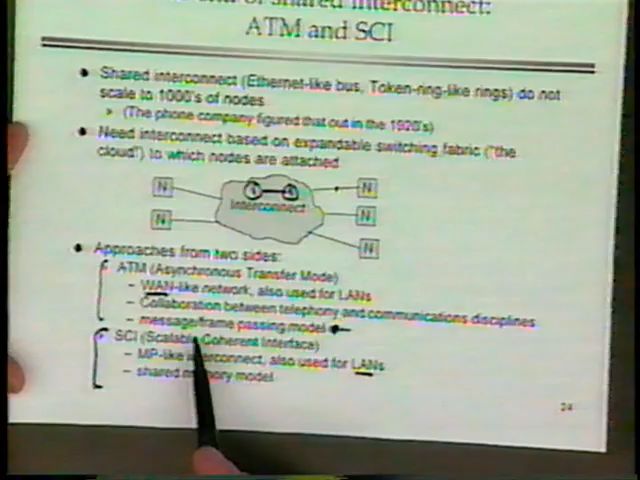 of Shared Interconnect:
ATM and SCI
Shared interconnect (Ethernet-like bus, Token-ring-like rings) do not
scale to 1000's of nodes.
(The phone company figured that out in the 1920's)
Need interconnect based on expandable switching fabric ("the
cloud") to which nodes are attached
N N
Interconnect
N N
N
Approaches from two sides:
ATM (Asynchronous Transfer Mode)
– WAN-like network, also used for LANs
– Collaboration between telephony and communications disciplines
– message/frame passing model
SCI (Scalable Coherent Interface)
– MP-like interconnect, also used for LANs
– shared memory model
24